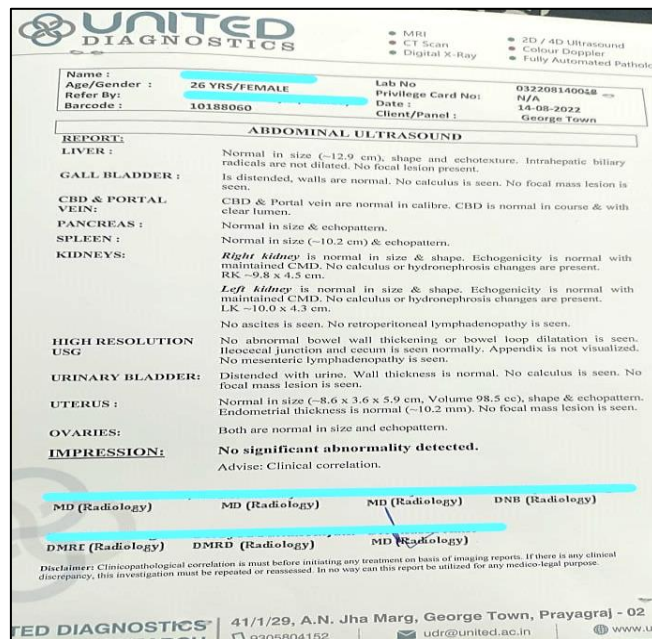 UNITED
DIAGNOSTICS
MRI
CT Scan
Digital X-Ray
2D / 4D Ultrasound
Colour Doppler
Fully Automated Patholo
Name :
Age/Gender : 26 YRS/FEMALE
Refer By:
Barcode : 10188060
Lab No 032208140018
Privilege Card No: N/A
Date : 14-08-2022
Client/Panel : George Town
ABDOMINAL ULTRASOUND
REPORT:
LIVER : Normal in size (~12.9 cm), shape and echotexture. Intrahepatic biliary
radicals are not dilated. No focal lesion present.
GALL BLADDER : Is distended, walls are normal. No calculus is seen. No focal mass lesion is
seen.
CBD & PORTAL VEIN: CBD & Portal vein are normal in calibre. CBD is normal in course & with
clear lumen.
PANCREAS : Normal in size & echopattern.
SPLEEN : Normal in size (~10.2 cm) & echopattern.
KIDNEYS: Right kidney is normal in size & shape. Echogenicity is normal with
maintained CMD. No calculus or hydronephrosis changes are present.
RK ~9.8 x 4.5 cm.
Left kidney is normal in size & shape. Echogenicity is normal with
maintained CMD. No calculus or hydronephrosis changes are present.
LK ~10.0 x 4.3 cm.
No ascites is seen. No retroperitoneal lymphadenopathy is seen.
HIGH RESOLUTION USG No abnormal bowel wall thickening or bowel loop dilatation is seen.
Ileocecal junction and cecum is seen normally. Appendix is not visualized.
No mesenteric lymphadenopathy is seen.
URINARY BLADDER: Distended with urine. Wall thickness is normal. No calculus is seen. No
focal mass lesion is seen.
UTERUS : Normal in size (~8.6 x 3.6 x 5.9 cm, Volume 98.5 cc), shape & echopattern.
Endometrial thickness is normal (~10.2 mm). No focal mass lesion is seen.
OVARIES: Both are normal in size and echopattern.
IMPRESSION: No significant abnormality detected.
Advise: Clinical correlation.
MD (Radiology) MD (Radiology) MD (Radiology) DNB (Radiology)
DMRE (Radiology) DMRD (Radiology) MD (Radiology)
Disclaimer: Clinicopathological correlation is must before initiating any treatment on basis of imaging reports. If there is any clinical
discrepancy, this investigation must be repeated or reassessed. In no way can this report be utilized for any medico-legal purpose.
TED DIAGNOSTICS
41/1/29, A.N. Jha Marg, George Town, Prayagraj - 02
9305804152 udr@united.ac.in www.u